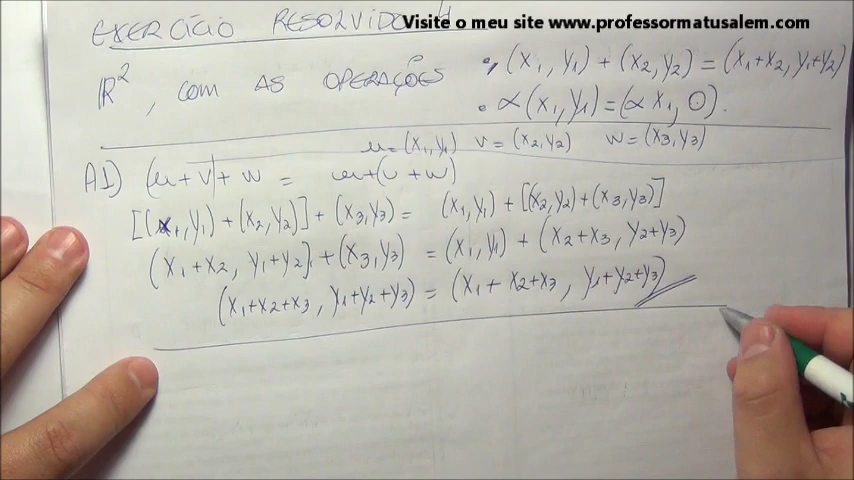 Visite o meu site www.professormatusalem.com
EXERCÍCIO RESOLVIDO 4
ℝ², COM AS OPERAÇÕES • (x1, y1) + (x2, y2) = (x1+x2, y1+y2)
• α(x1, y1) = (αx1, 0).
u = (x1, y1) v = (x2, y2) w = (x3, y3)
A1) (u + v) + w = u + (v + w)
[(x1, y1) + (x2, y2)] + (x3, y3) = (x1, y1) + [(x2, y2) + (x3, y3)]
(x1 + x2, y1 + y2) + (x3, y3) = (x1, y1) + (x2 + x3, y2 + y3)
(x1 + x2 + x3, y1 + y2 + y3) = (x1 + x2 + x3, y1 + y2 + y3)